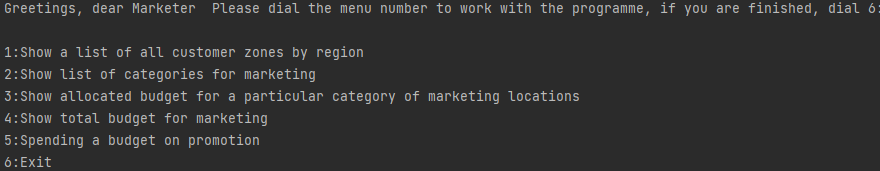 Greetings, dear Marketer  Please dial the menu number to work with the programme, if you are finished, dial 6:
1:Show a list of all customer zones by region
2:Show list of categories for marketing
3:Show allocated budget for a particular category of marketing locations
4:Show total budget for marketing
5:Spending a budget on promotion
6:Exit